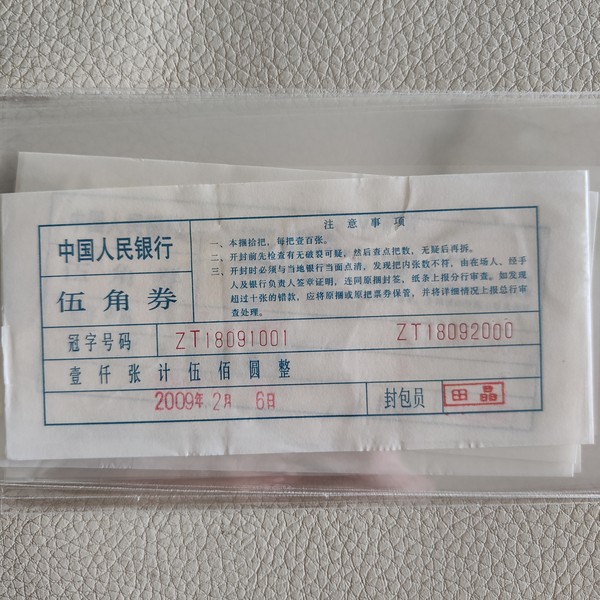 中国人民银行
伍角券
注意事项
一、本捆拾把，每把壹百张。
二、开封前先检查有无破裂可疑，然后查点把数，无疑后再拆。
三、开封时必须与当地银行当面点清，发现把内张数不符，由在场人、经手
人及银行负责人签章证明，连同原捆封签，纸条上报分行审查。如发现
超过十张的错款，应将原捆或原把票券保管，并将详细情况上报总行审
查处理。
冠字号码 ZT18091001 ZT18092000
壹仟张计伍佰圆整
2009年2月6日 封包员 田晶